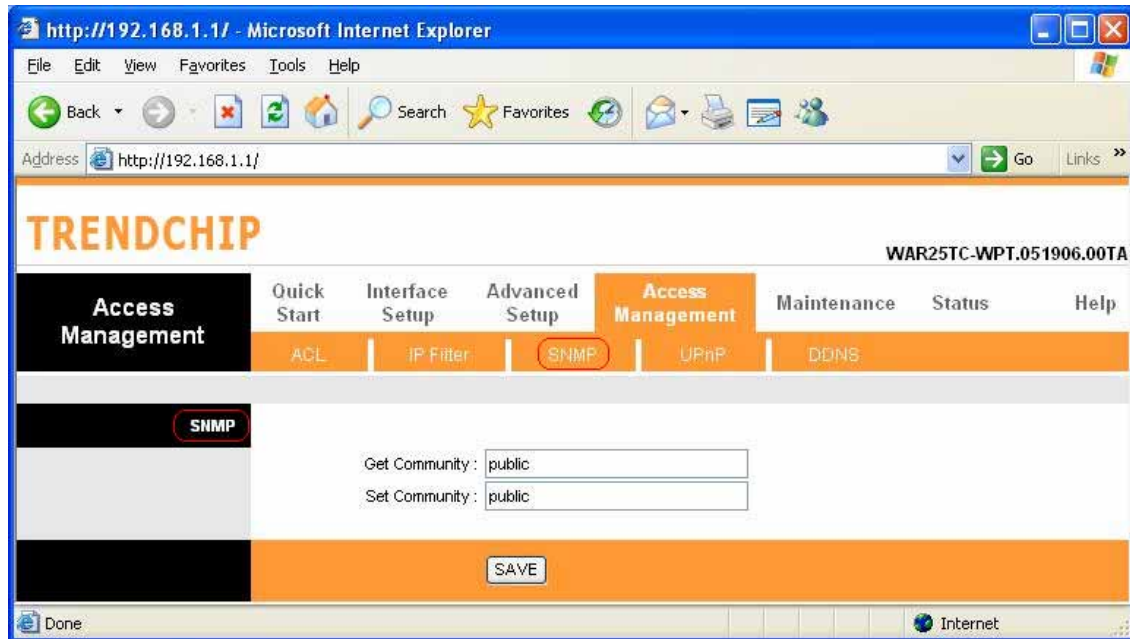 http://192.168.1.1/ - Microsoft Internet Explorer
File Edit View Favorites Tools Help
Back Search Favorites
Address http://192.168.1.1/ Go Links »
TRENDCHIP
WAR25TC-WPT.051906.00TA
Access Management
Quick Start Interface Setup Advanced Setup Access Management Maintenance Status Help
ACL IP Filter SNMP UPnP DDNS
SNMP
Get Community : public
Set Community : public
SAVE
Done Internet